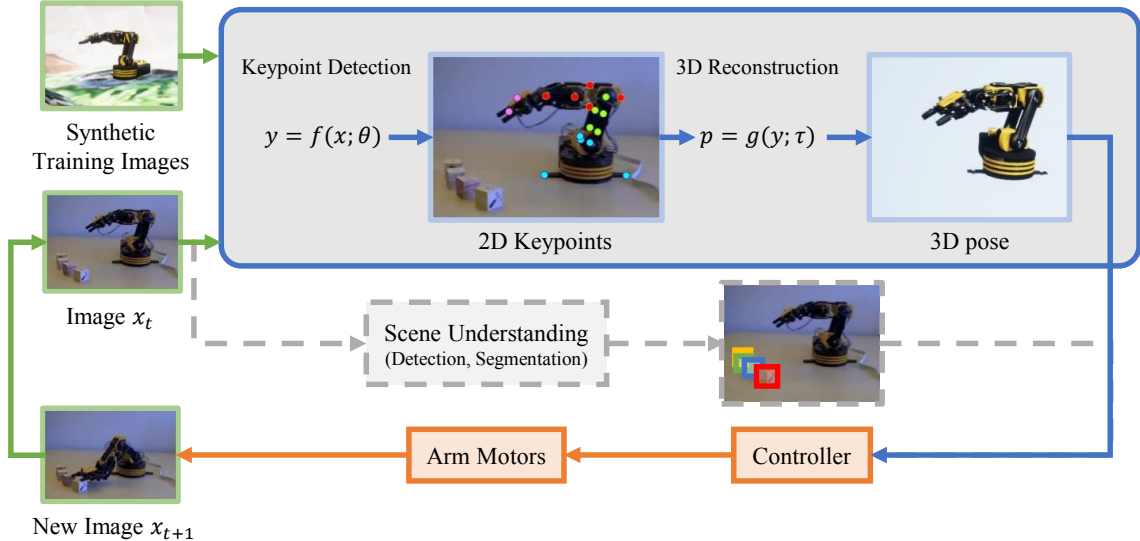 Keypoint Detection
3D Reconstruction
y = f(x; θ)
p = g(y; τ)
Synthetic
Training Images
2D Keypoints
3D pose
Image x_t
Scene Understanding
(Detection, Segmentation)
Arm Motors
Controller
New Image x_{t+1}